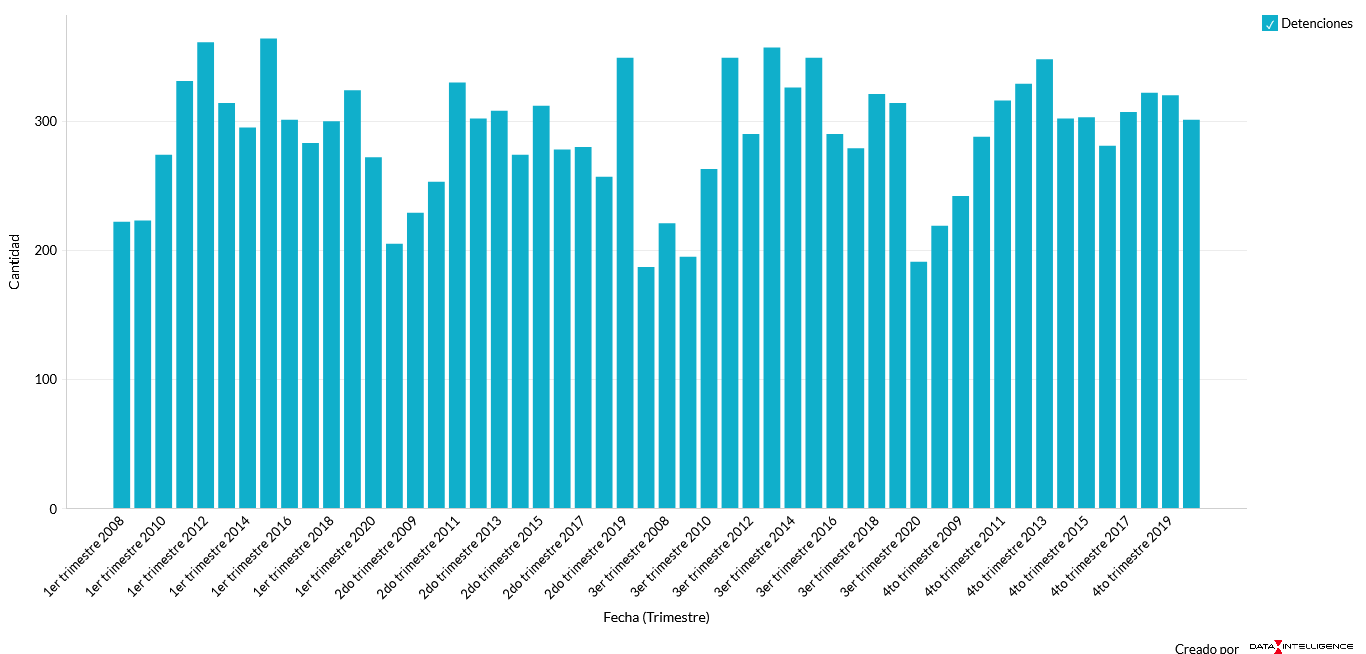 Detenciones
300
200
100
0
Cantidad
1er trimestre 2008
1er trimestre 2010
1er trimestre 2012
1er trimestre 2014
1er trimestre 2016
1er trimestre 2018
1er trimestre 2020
2do trimestre 2009
2do trimestre 2011
2do trimestre 2013
2do trimestre 2015
2do trimestre 2017
2do trimestre 2019
3er trimestre 2008
3er trimestre 2010
3er trimestre 2012
3er trimestre 2014
3er trimestre 2016
3er trimestre 2018
3er trimestre 2020
4to trimestre 2009
4to trimestre 2011
4to trimestre 2013
4to trimestre 2015
4to trimestre 2017
4to trimestre 2019
Fecha (Trimestre)
Creado por DATA INTELLIGENCE